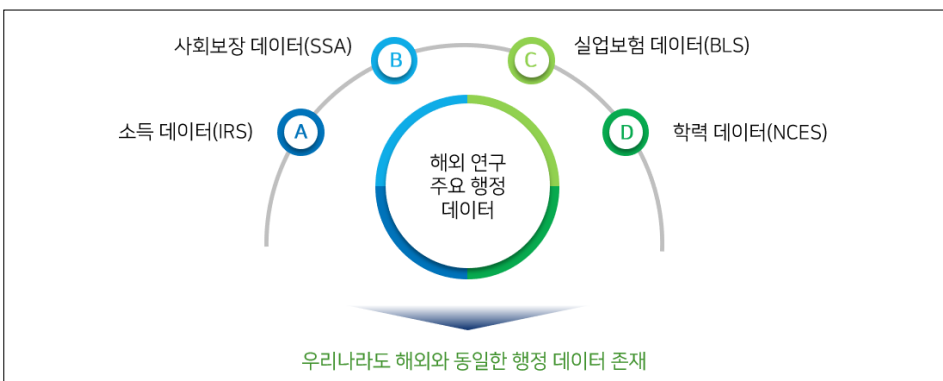 사회보장 데이터(SSA)
B
C
실업보험 데이터(BLS)
소득 데이터(IRS)
A
D
학력 데이터(NCES)
해외 연구
주요 행정
데이터
우리나라도 해외와 동일한 행정 데이터 존재